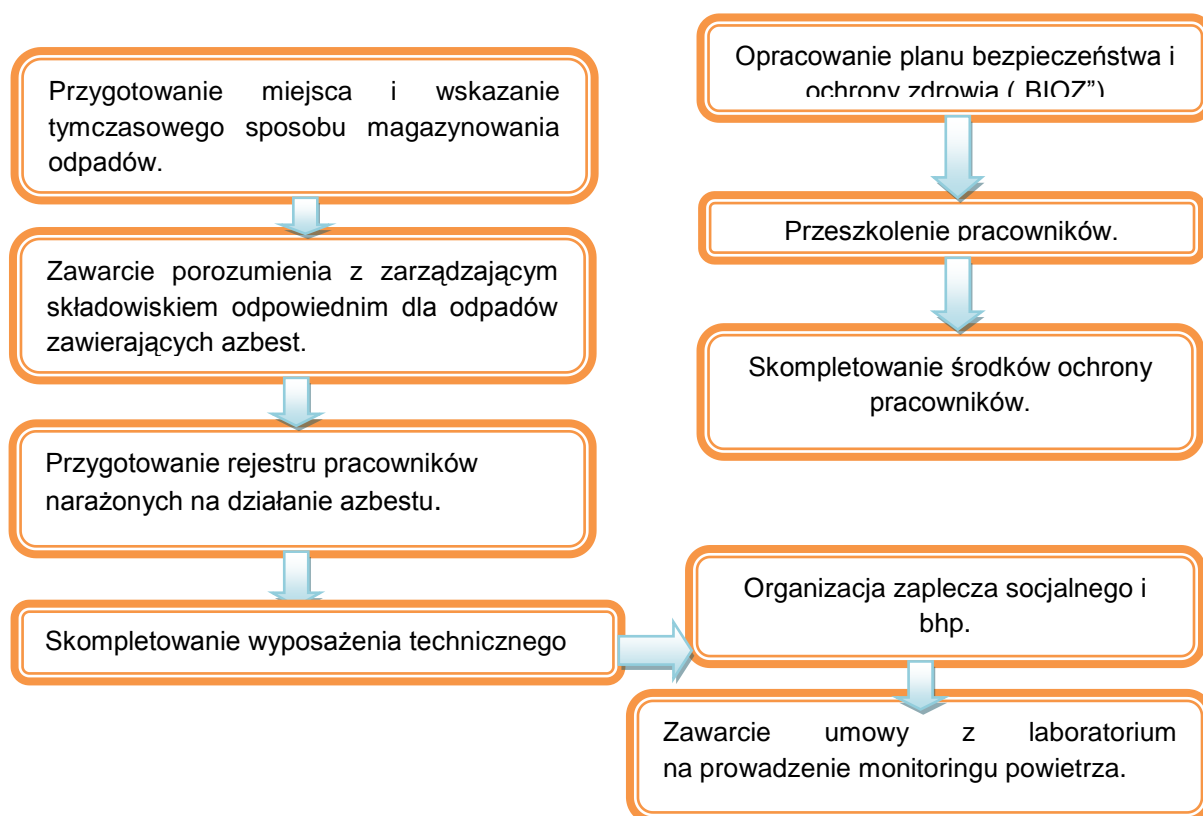 Przygotowanie miejsca i wskazanie
tymczasowego sposobu magazynowania
odpadów.
Zawarcie porozumienia z zarządzającym
składowiskiem odpowiednim dla odpadów
zawierających azbest.
Przygotowanie rejestru pracowników
narażonych na działanie azbestu.
Skompletowanie wyposażenia technicznego
Opracowanie planu bezpieczeństwa i
ochrony zdrowia („BIOZ”)
Przeszkolenie pracowników.
Skompletowanie środków ochrony
pracowników.
Organizacja zaplecza socjalnego i
bhp.
Zawarcie umowy z laboratorium
na prowadzenie monitoringu powietrza.